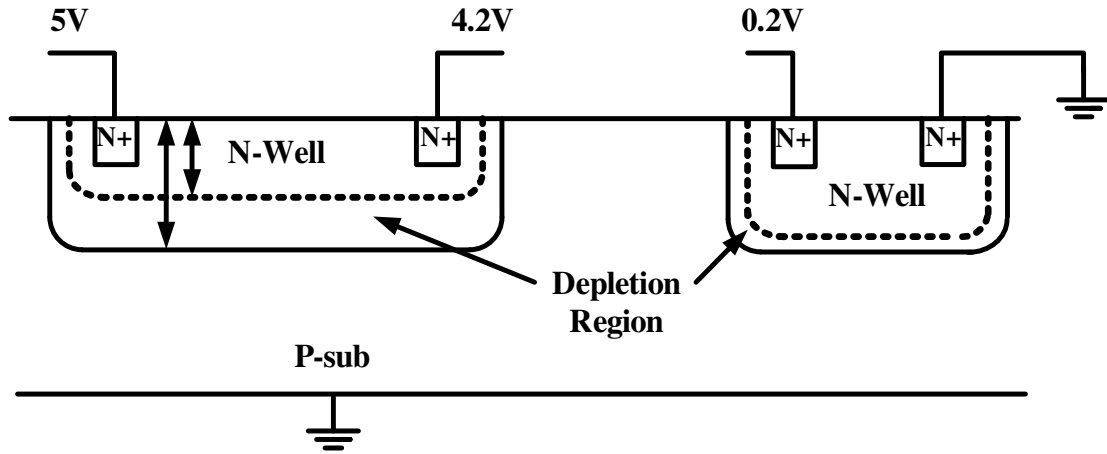 5V
4.2V
0.2V
N+
N-Well
N+
N+
N+
N-Well
Depletion
Region
P-sub